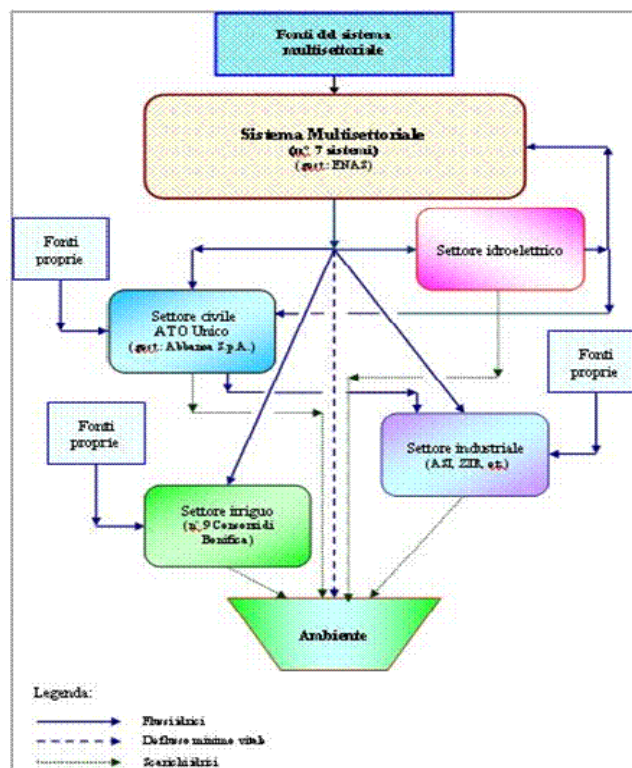 Fonti del sistema
multisettoriale
Sistema Multisettoriale
(n° 7 sistemi)
(gest: ENAS)
Fonti
proprie
Settore idroelettrico
Settore civile
ATO Unico
(gest: Abbanoa S.p.A.)
Fonti
proprie
Fonti
proprie
Settore industriale
(ASI, ZIR, etc.)
Settore irriguo
(n° 9 Consorzi di
Bonifica)
Ambiente
Legenda:
Flussi idrici
Deflusso minimo vitale
Scarichi idrici